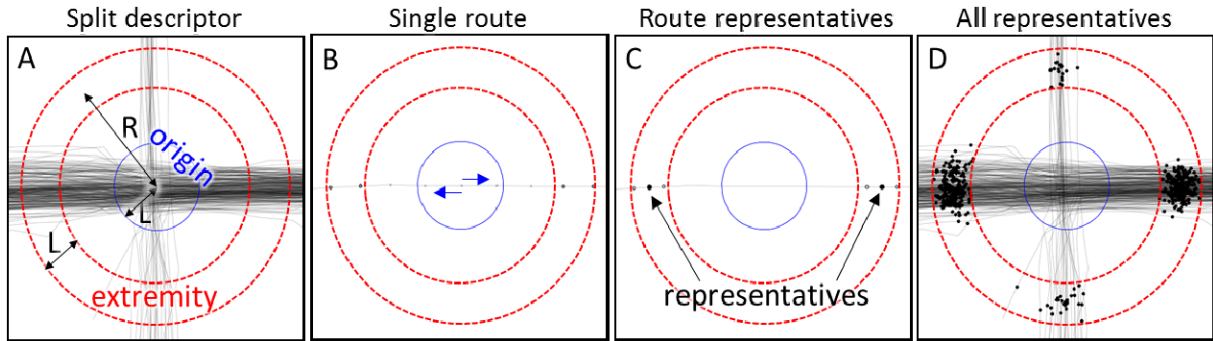 Split descriptor
Single route
Route representatives
All representatives
A
B
C
D
R
origin
L
L
extremity
representatives